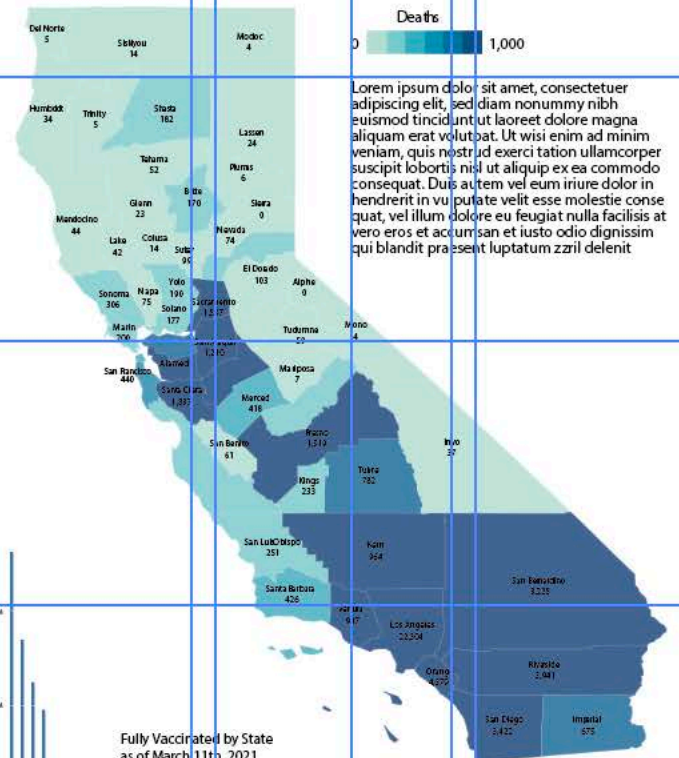 Deaths
0 1,000
Lorem ipsum dolor sit amet, consectetuer
adipiscing elit, sed diam nonummy nibh
euismod tincidunt ut laoreet dolore magna
aliquam erat volutpat. Ut wisi enim ad minim
veniam, quis nostrud exerci tation ullamcorper
suscipit lobortis nisl ut aliquip ex ea commodo
consequat. Duis autem vel eum iriure dolor in
hendrerit in vulputate velit esse molestie conse
quat, vel illum dolore eu feugiat nulla facilisis at
vero eros et accumsan et iusto odio dignissim
qui blandit praesent luptatum zzril delenit
Del Norte
5
Siskiyou
14
Modoc
4
Humboldt
34
Trinity
5
Shasta
182
Lassen
24
Tehama
52
Plumas
6
Butte
170
Glenn
23
Sierra
0
Mendocino
44
Nevada
74
Lake
42
Colusa
14
Sutter
99
El Dorado
103
Alpine
0
Sonoma
306
Napa
75
Yolo
190
Solano
177
Sacramento
Marin
200
Tuolumne
Mono
4
San Francisco
440
Alameda
Mariposa
7
Santa Clara
Merced
418
Fresno
San Benito
61
Inyo
37
Kings
233
Tulare
782
San Luis Obispo
251
Kern
964
Santa Barbara
426
San Bernardino
Ventura
Los Angeles
Orange
Riverside
San Diego
Imperial
675
Fully Vaccinated by State
as of March 11th, 2021